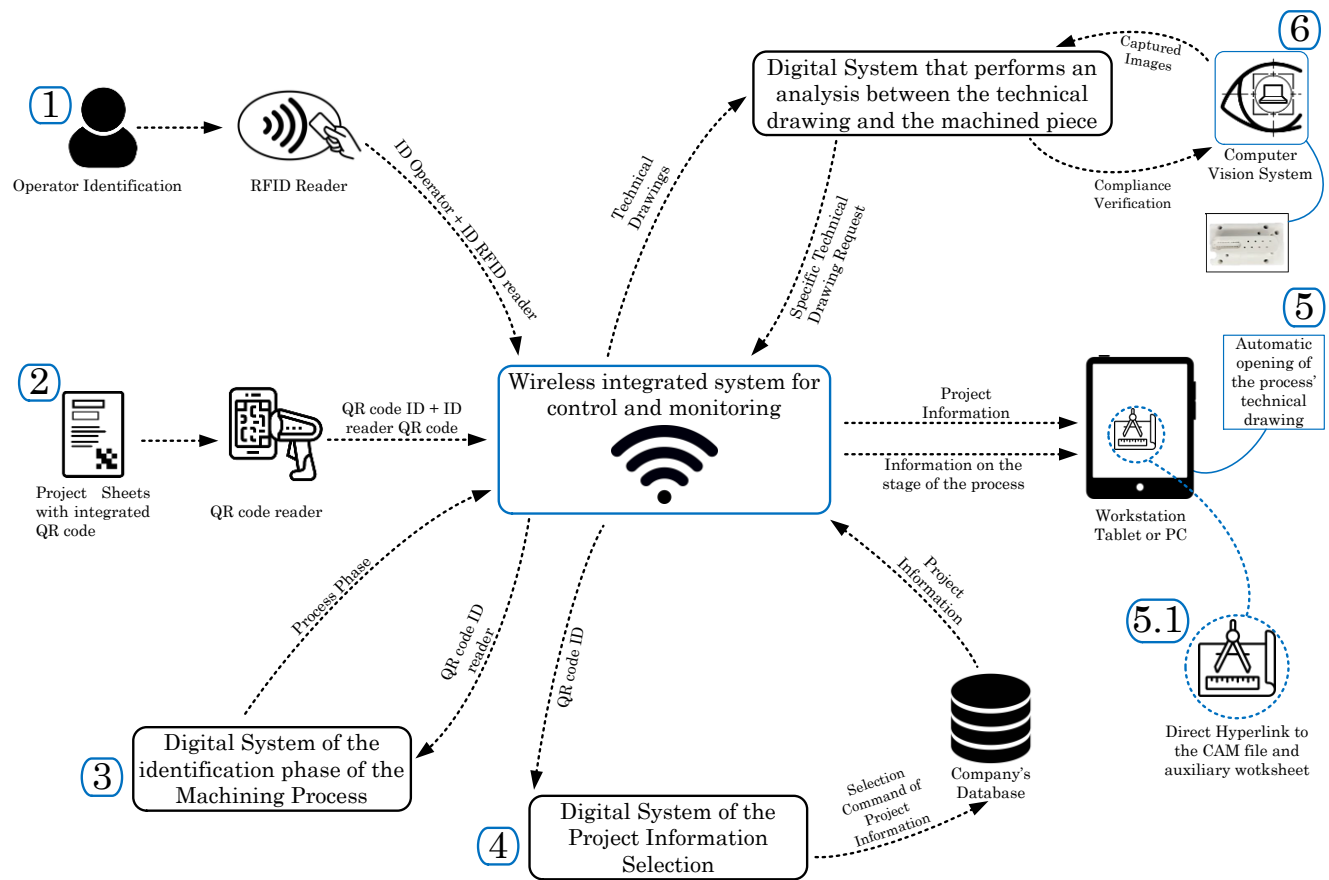 1
Operator Identification
RFID Reader
ID Operator + ID RFID reader
Technical
Drawings
Digital System that performs an
analysis between the technical
drawing and the machined piece
Specific Technical
Drawing Request
Captured
Images
Compliance
Verification
6
Computer
Vision System
2
Project Sheets
with integrated
QR code
QR code reader
QR code ID + ID
reader QR code
Wireless integrated system for
control and monitoring
Project
Information
Information on the
stage of the process
5
Automatic
opening of
the process'
technical
drawing
Workstation
Tablet or PC
5.1
Direct Hyperlink to
the CAM file and
auxiliary wotksheet
Process Phase
QR code ID
reader
QR code ID
Project
Information
3
Digital System of the
identification phase of the
Machining Process
4
Digital System of the
Project Information
Selection
Selection
Command of
Project
Information
Company's
Database